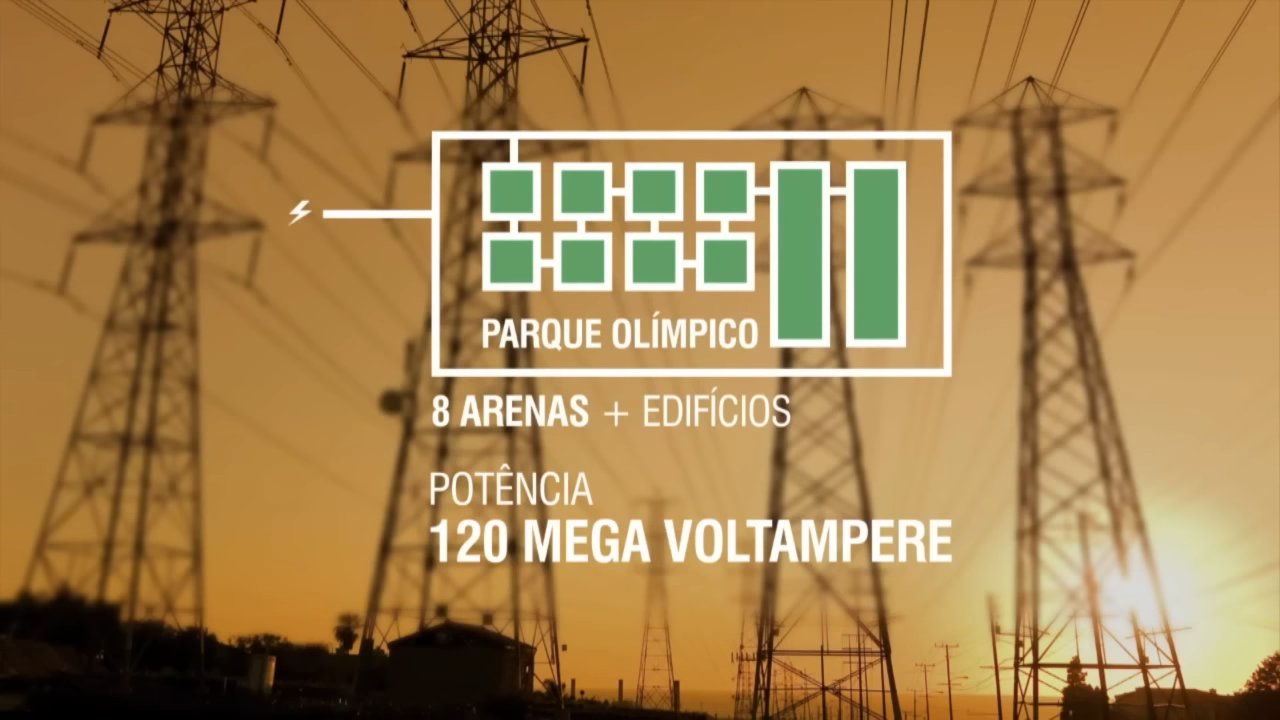 PARQUE OLÍMPICO
8 ARENAS + EDIFÍCIOS
POTÊNCIA
120 MEGA VOLTAMPERE